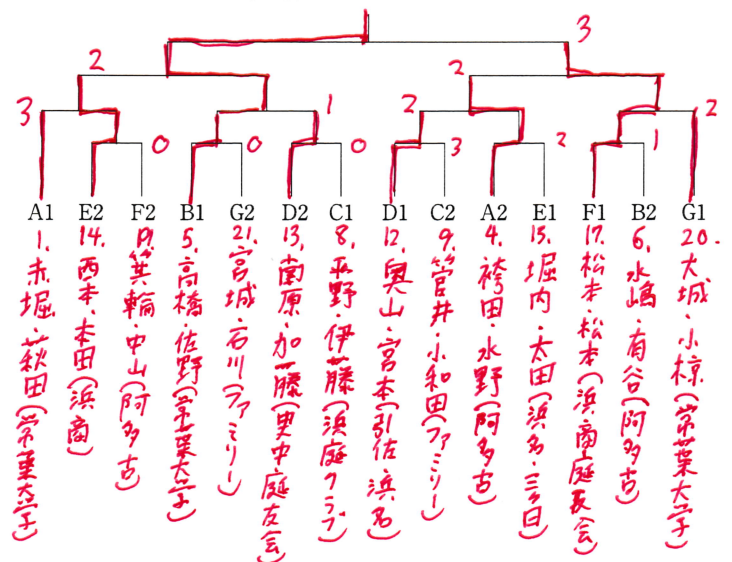 3
2
2
3
1
2
2
0
0
0
3
2
1
A1 E2 F2 B1 G2 D2 C1 D1 C2 A2 E1 F1 B2 G1
1. 赤堀・萩田(常葉大学)
14. 西本・本田(浜商)
19. 箕輪・中山(阿多古)
5. 高橋・佐野(常葉大学)
21. 宮城・石川(ファミリー)
13. 南原・加藤(奥中庭友会)
8. 平野・伊藤(浜庭クラブ)
12. 奥山・宮本(引佐浜名)
9. 菅井・小和田(ファミリー)
4. 袴田・水野(阿多古)
15. 堀内・太田(浜名・三ヶ日)
17. 松本・松本(浜商庭友会)
6. 水嶋・有谷(阿多古)
20. 大城・小椋(常葉大学)